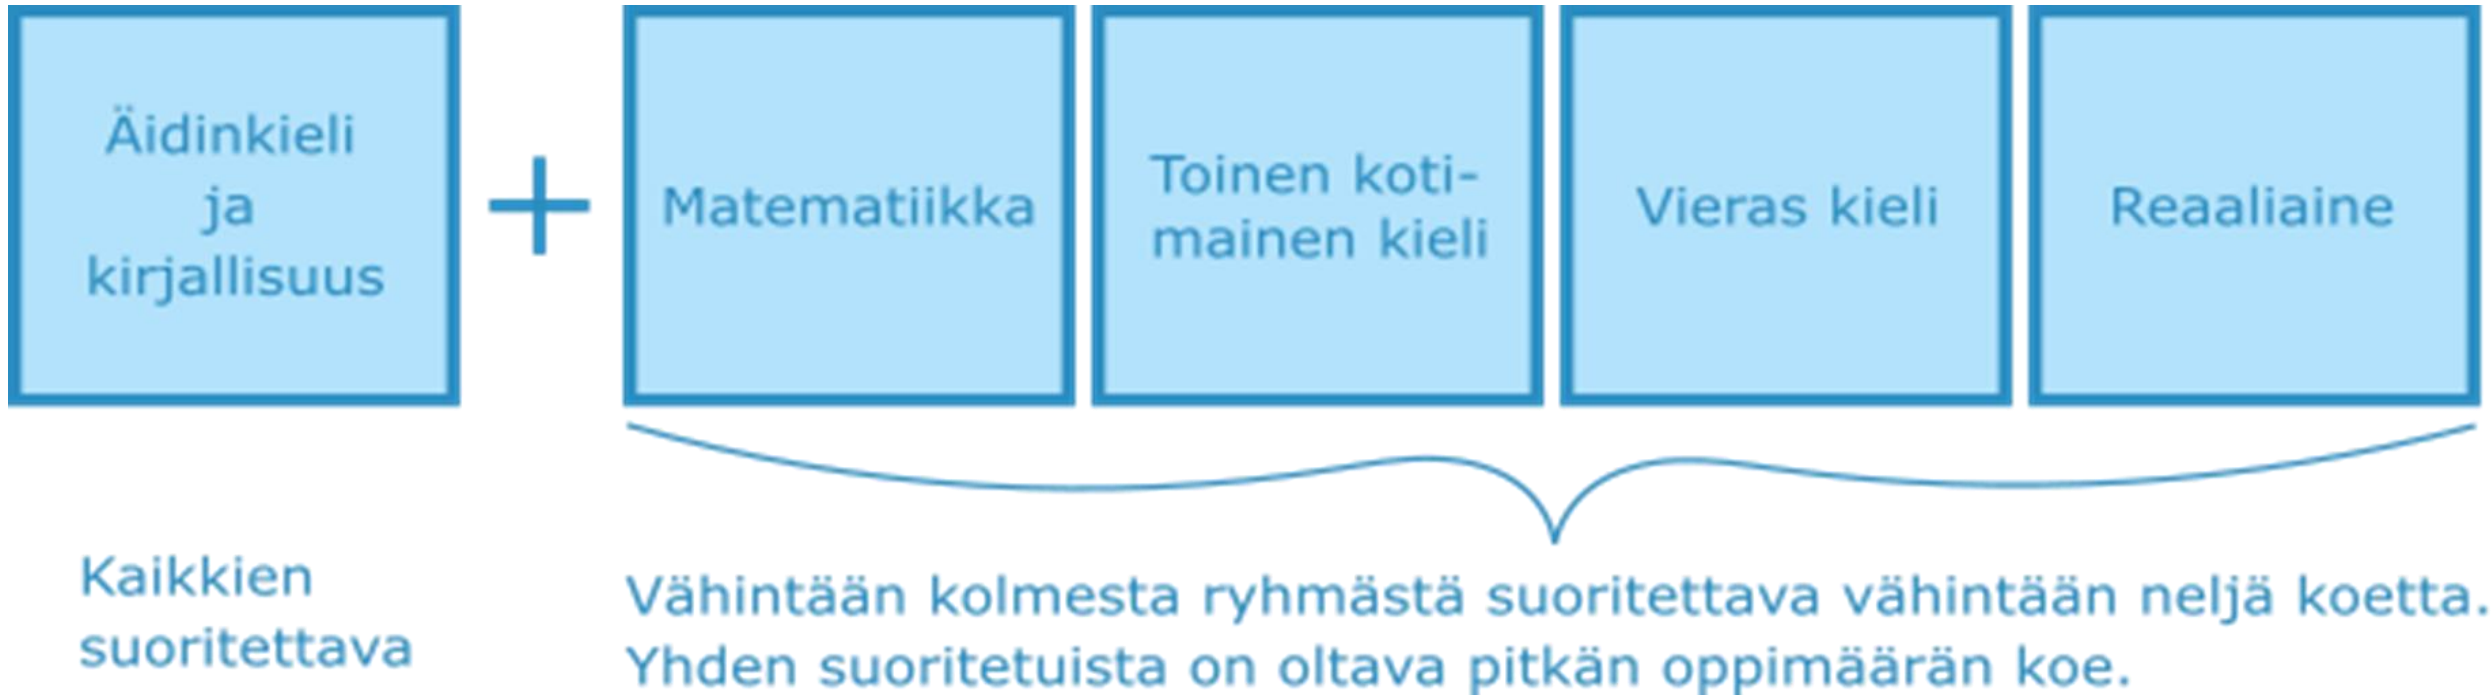 Äidinkieli
ja
kirjallisuus
+
Matematiikka
Toinen koti-
mainen kieli
Vieras kieli
Reaaliaine
Kaikkien
suoritettava
Vähintään kolmesta ryhmästä suoritettava vähintään neljä koetta.
Yhden suoritetuista on oltava pitkän oppimäärän koe.